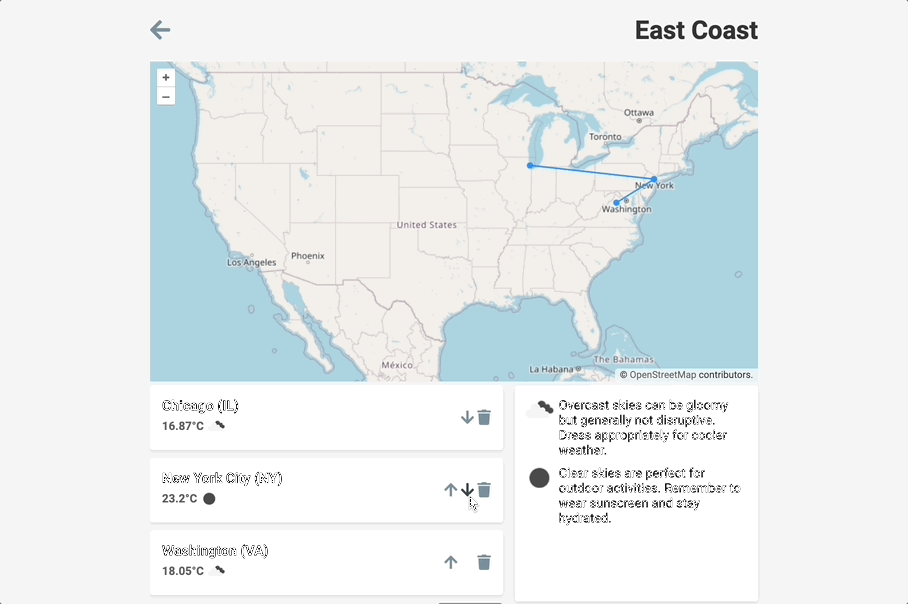 East Coast
+
−
Ottawa
Toronto
New York
Washington
United States
Los Angeles
Phoenix
México
La Habana
The Bahamas
© OpenStreetMap contributors.
Chicago (IL)
16.87°C
New York City (NY)
23.2°C
Washington (VA)
18.05°C
Overcast skies can be gloomy
but generally not disruptive.
Dress appropriately for cooler
weather.
Clear skies are perfect for
outdoor activities. Remember to
wear sunscreen and stay
hydrated.